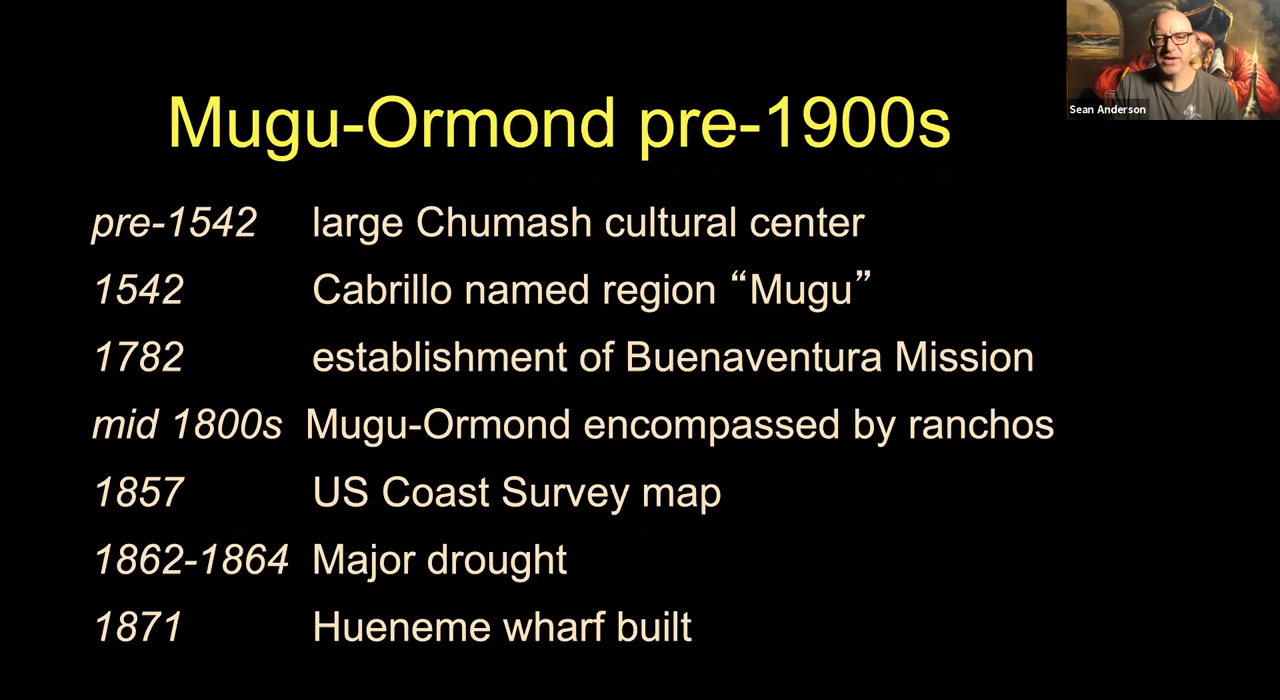 Sean Anderson
Mugu-Ormond pre-1900s
pre-1542 large Chumash cultural center
1542 Cabrillo named region “Mugu”
1782 establishment of Buenaventura Mission
mid 1800s Mugu-Ormond encompassed by ranchos
1857 US Coast Survey map
1862-1864 Major drought
1871 Hueneme wharf built